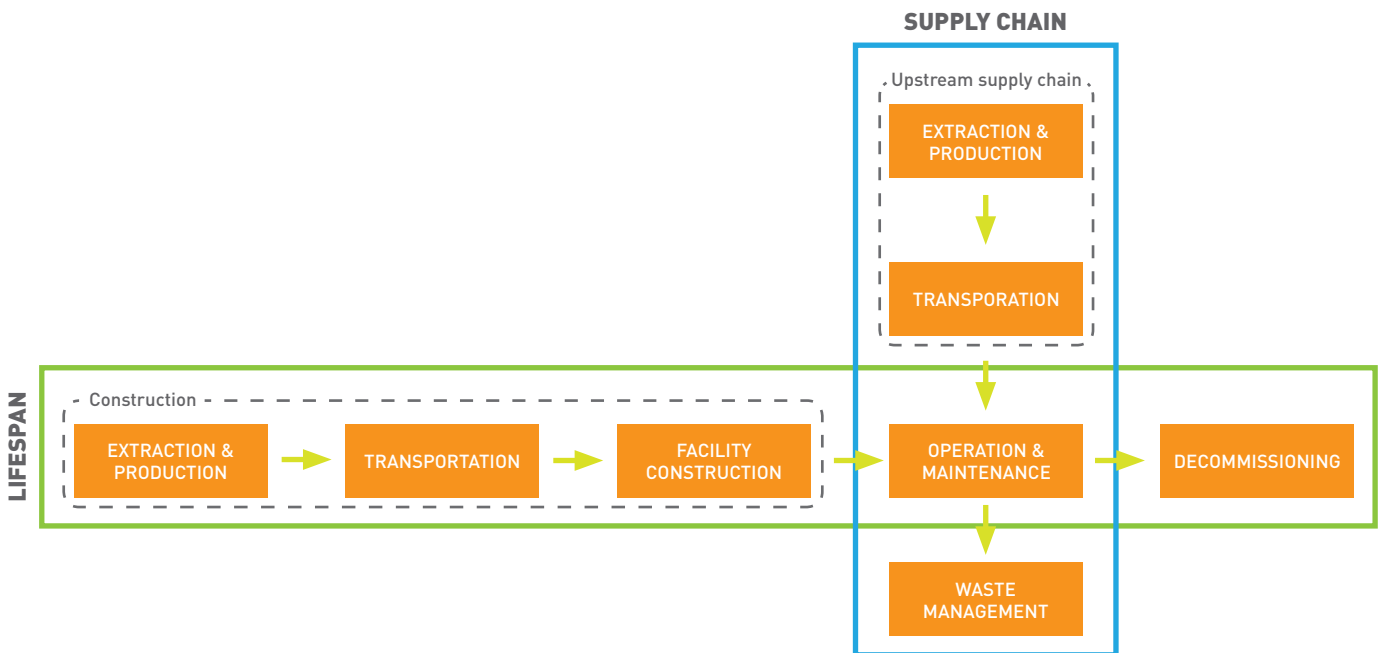 SUPPLY CHAIN
Upstream supply chain
EXTRACTION &
PRODUCTION
TRANSPORATION
LIFESPAN
Construction
EXTRACTION &
PRODUCTION
TRANSPORTATION
FACILITY
CONSTRUCTION
OPERATION &
MAINTENANCE
DECOMMISSIONING
WASTE
MANAGEMENT